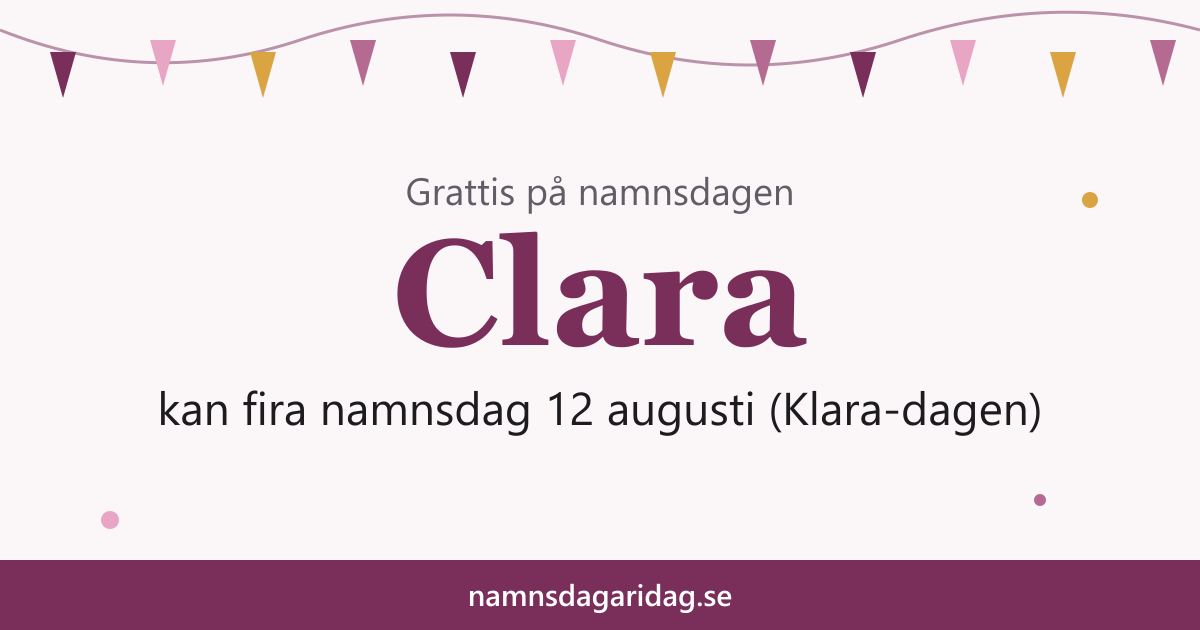 Grattis på namnsdagen
Clara
kan fira namnsdag 12 augusti (Klara-dagen)
namnsdagaridag.se